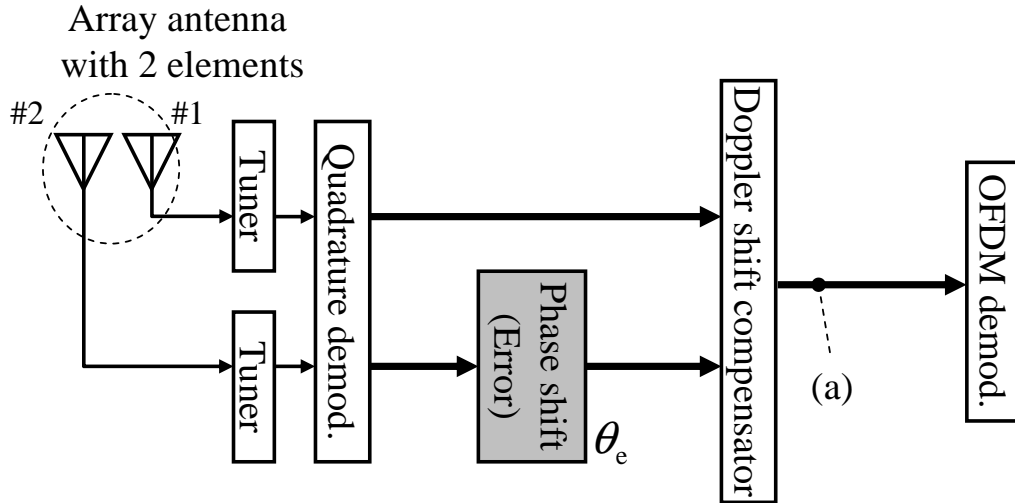 Array antenna
with 2 elements
#2
#1
Tuner
Tuner
Quadrature demod.
Phase shift
(Error)
θe
Doppler shift compensator
(a)
OFDM demod.